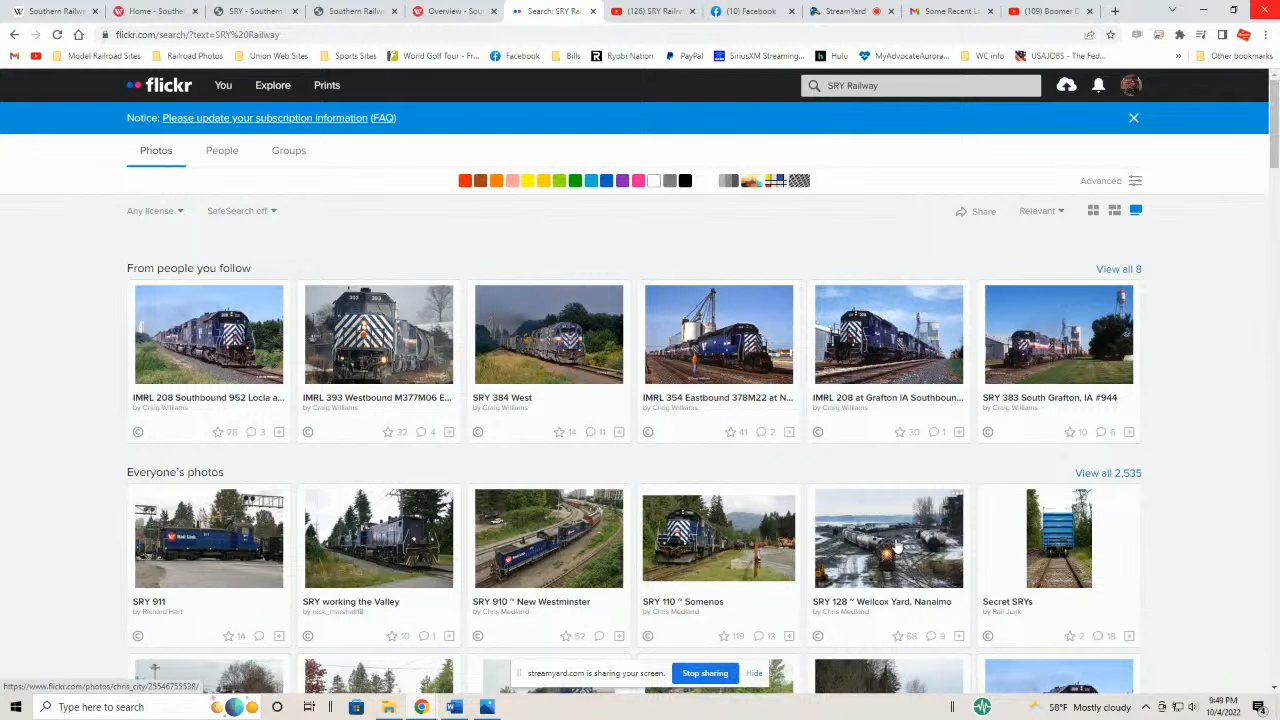 Southern Railway
Home - Southe
SRY - Southern
Southern Railwa
Overview - Sou
Search: SRY Rai
(126) SRY Railw
(10) Facebook
StreamYard
Some Recent L
(109) Boomer D
flickr.com/search/?text=SRY%20Railway
Model Railroad Sites
Railroad Photos
Union Web Sites
Sports Sites
World Golf Tour - Fr...
Facebook
Bills
Ryobi Nation
PayPal
SiriusXM Streaming...
Hulu
MyAdvocateAurora...
WC info
USAJOBS - The Fed...
»
Other bookmarks
flickr
You
Explore
Prints
SRY Railway
Notice: Please update your subscription information (FAQ)
Photos
People
Groups
Advanced
Any license
SafeSearch off
Share
Relevant
From people you follow
View all 8
IMRL 208 Southbound 952 Locla a...
by Craig Williams
28
3
IMRL 393 Westbound M377M06 E...
by Craig Williams
32
4
SRY 384 West
by Craig Williams
14
11
IMRL 354 Eastbound 378M22 at N...
by Craig Williams
41
2
IMRL 208 at Grafton IA Southboun...
by Craig Williams
30
1
SRY 383 South Grafton, IA #944
by Craig Williams
10
6
Everyone's photos
View all 2,535
SRY 911
by Richard Hart
14
SRY working the Valley
by nick_marshall18
10
1
SRY 910 ~ New Westminster
by Chris Medland
52
SRY 110 ~ Somenos
by Chris Medland
119
13
SRY 128 ~ Wellcox Yard, Nanaimo
by Chris Medland
68
9
Secret SRYs
by Rail Junk
2
18
streamyard.com is sharing your screen.
Stop sharing
Hide
https://www.flickr.com/photos/chris_city/25546755538/
Type here to search
58°F Mostly cloudy
9:49 PM
10/4/2022
4